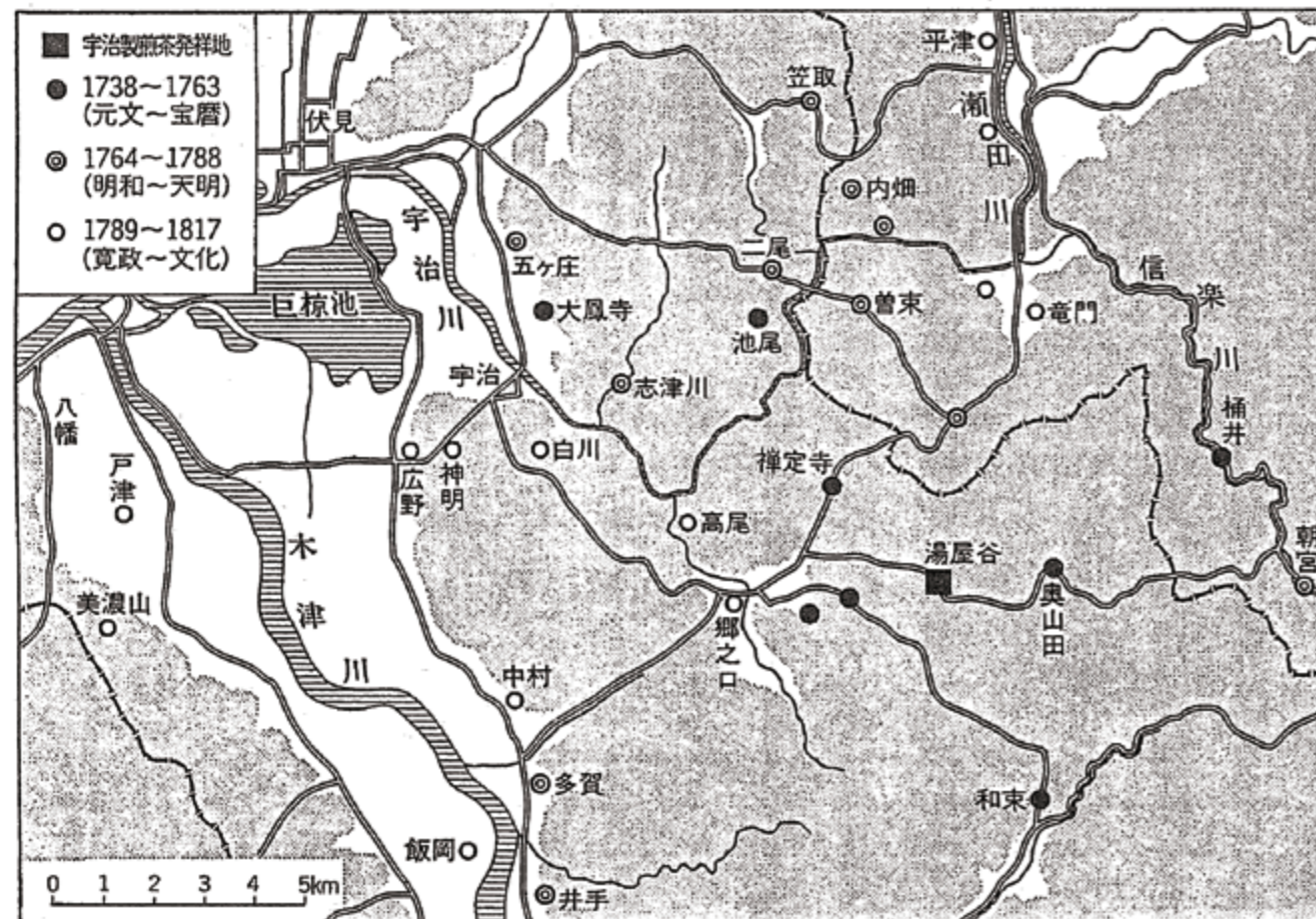 宇治製煎茶発祥地
1738～1763
(元文～宝暦)
1764～1788
(明和～天明)
1789～1817
(寛政～文化)
伏見
平津
笠取
瀬田川
内畑
宇治川
五ケ庄
二尾
信楽川
巨椋池
大鳳寺
池尾
曽束
竜門
宇治
志津川
八幡
戸津
広野
神明
白川
禅定寺
桶井
高尾
湯屋谷
朝宮
木津川
美濃山
郷之口
奥山田
中村
多賀
和束
飯岡
井手
0 1 2 3 4 5km